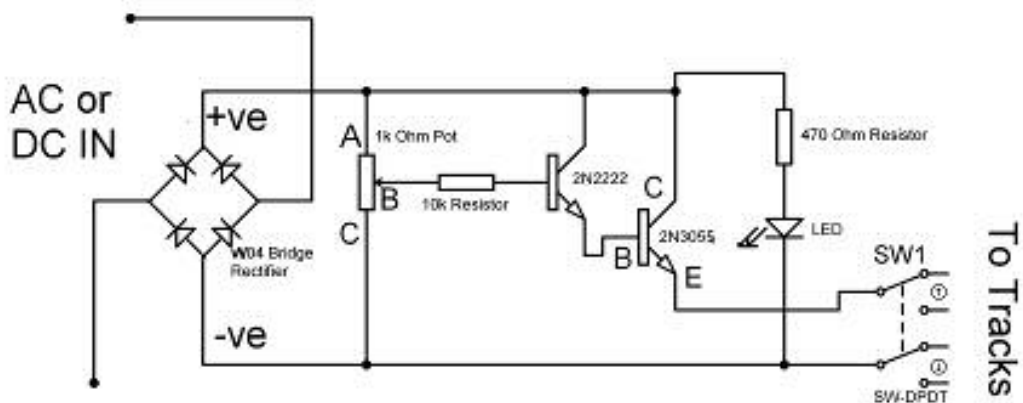 AC or
DC IN
+ve
A
1k Ohm Pot
B
C
10k Resistor
W04 Bridge
Rectifier
-ve
2N2222
C
2N3055
B
E
470 Ohm Resistor
LED
SW1
SW-DPDT
To Tracks